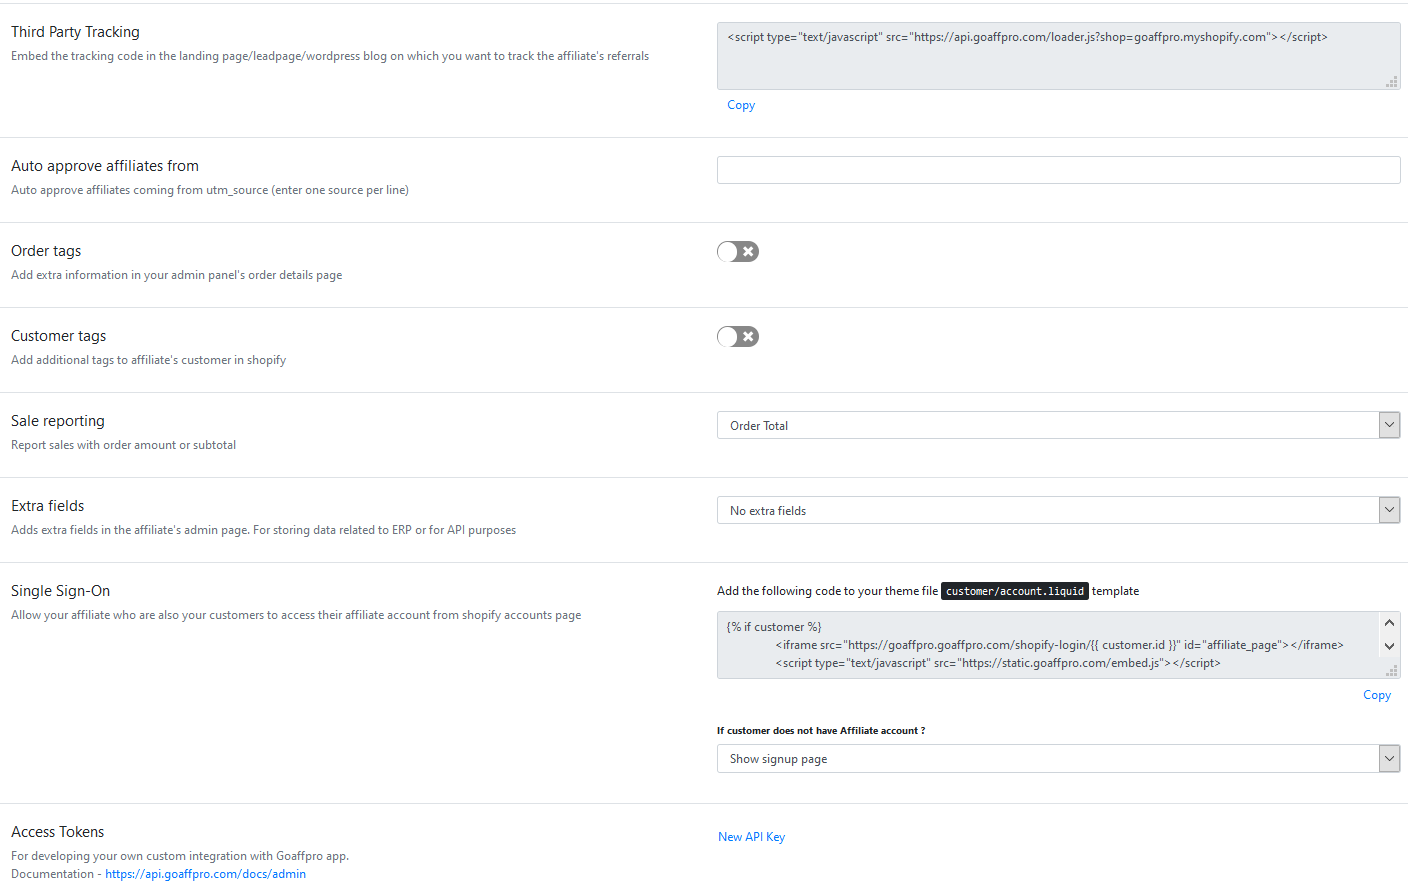 Third Party Tracking
Embed the tracking code in the landing page/leadpage/wordpress blog on which you want to track the affiliate's referrals
<script type="text/javascript" src="https://api.goaffpro.com/loader.js?shop=goaffpro.myshopify.com"></script>
Copy
Auto approve affiliates from
Auto approve affiliates coming from utm_source (enter one source per line)
Order tags
Add extra information in your admin panel's order details page
Customer tags
Add additional tags to affiliate's customer in shopify
Sale reporting
Report sales with order amount or subtotal
Order Total
Extra fields
Adds extra fields in the affiliate's admin page. For storing data related to ERP or for API purposes
No extra fields
Single Sign-On
Allow your affiliate who are also your customers to access their affiliate account from shopify accounts page
Add the following code to your theme file customer/account.liquid template
{% if customer %}
<iframe src="https://goaffpro.goaffpro.com/shopify-login/{{ customer.id }}" id="affiliate_page"></iframe>
<script type="text/javascript" src="https://static.goaffpro.com/embed.js"></script>
Copy
If customer does not have Affiliate account ?
Show signup page
Access Tokens
For developing your own custom integration with Goaffpro app.
Documentation - https://api.goaffpro.com/docs/admin
New API Key